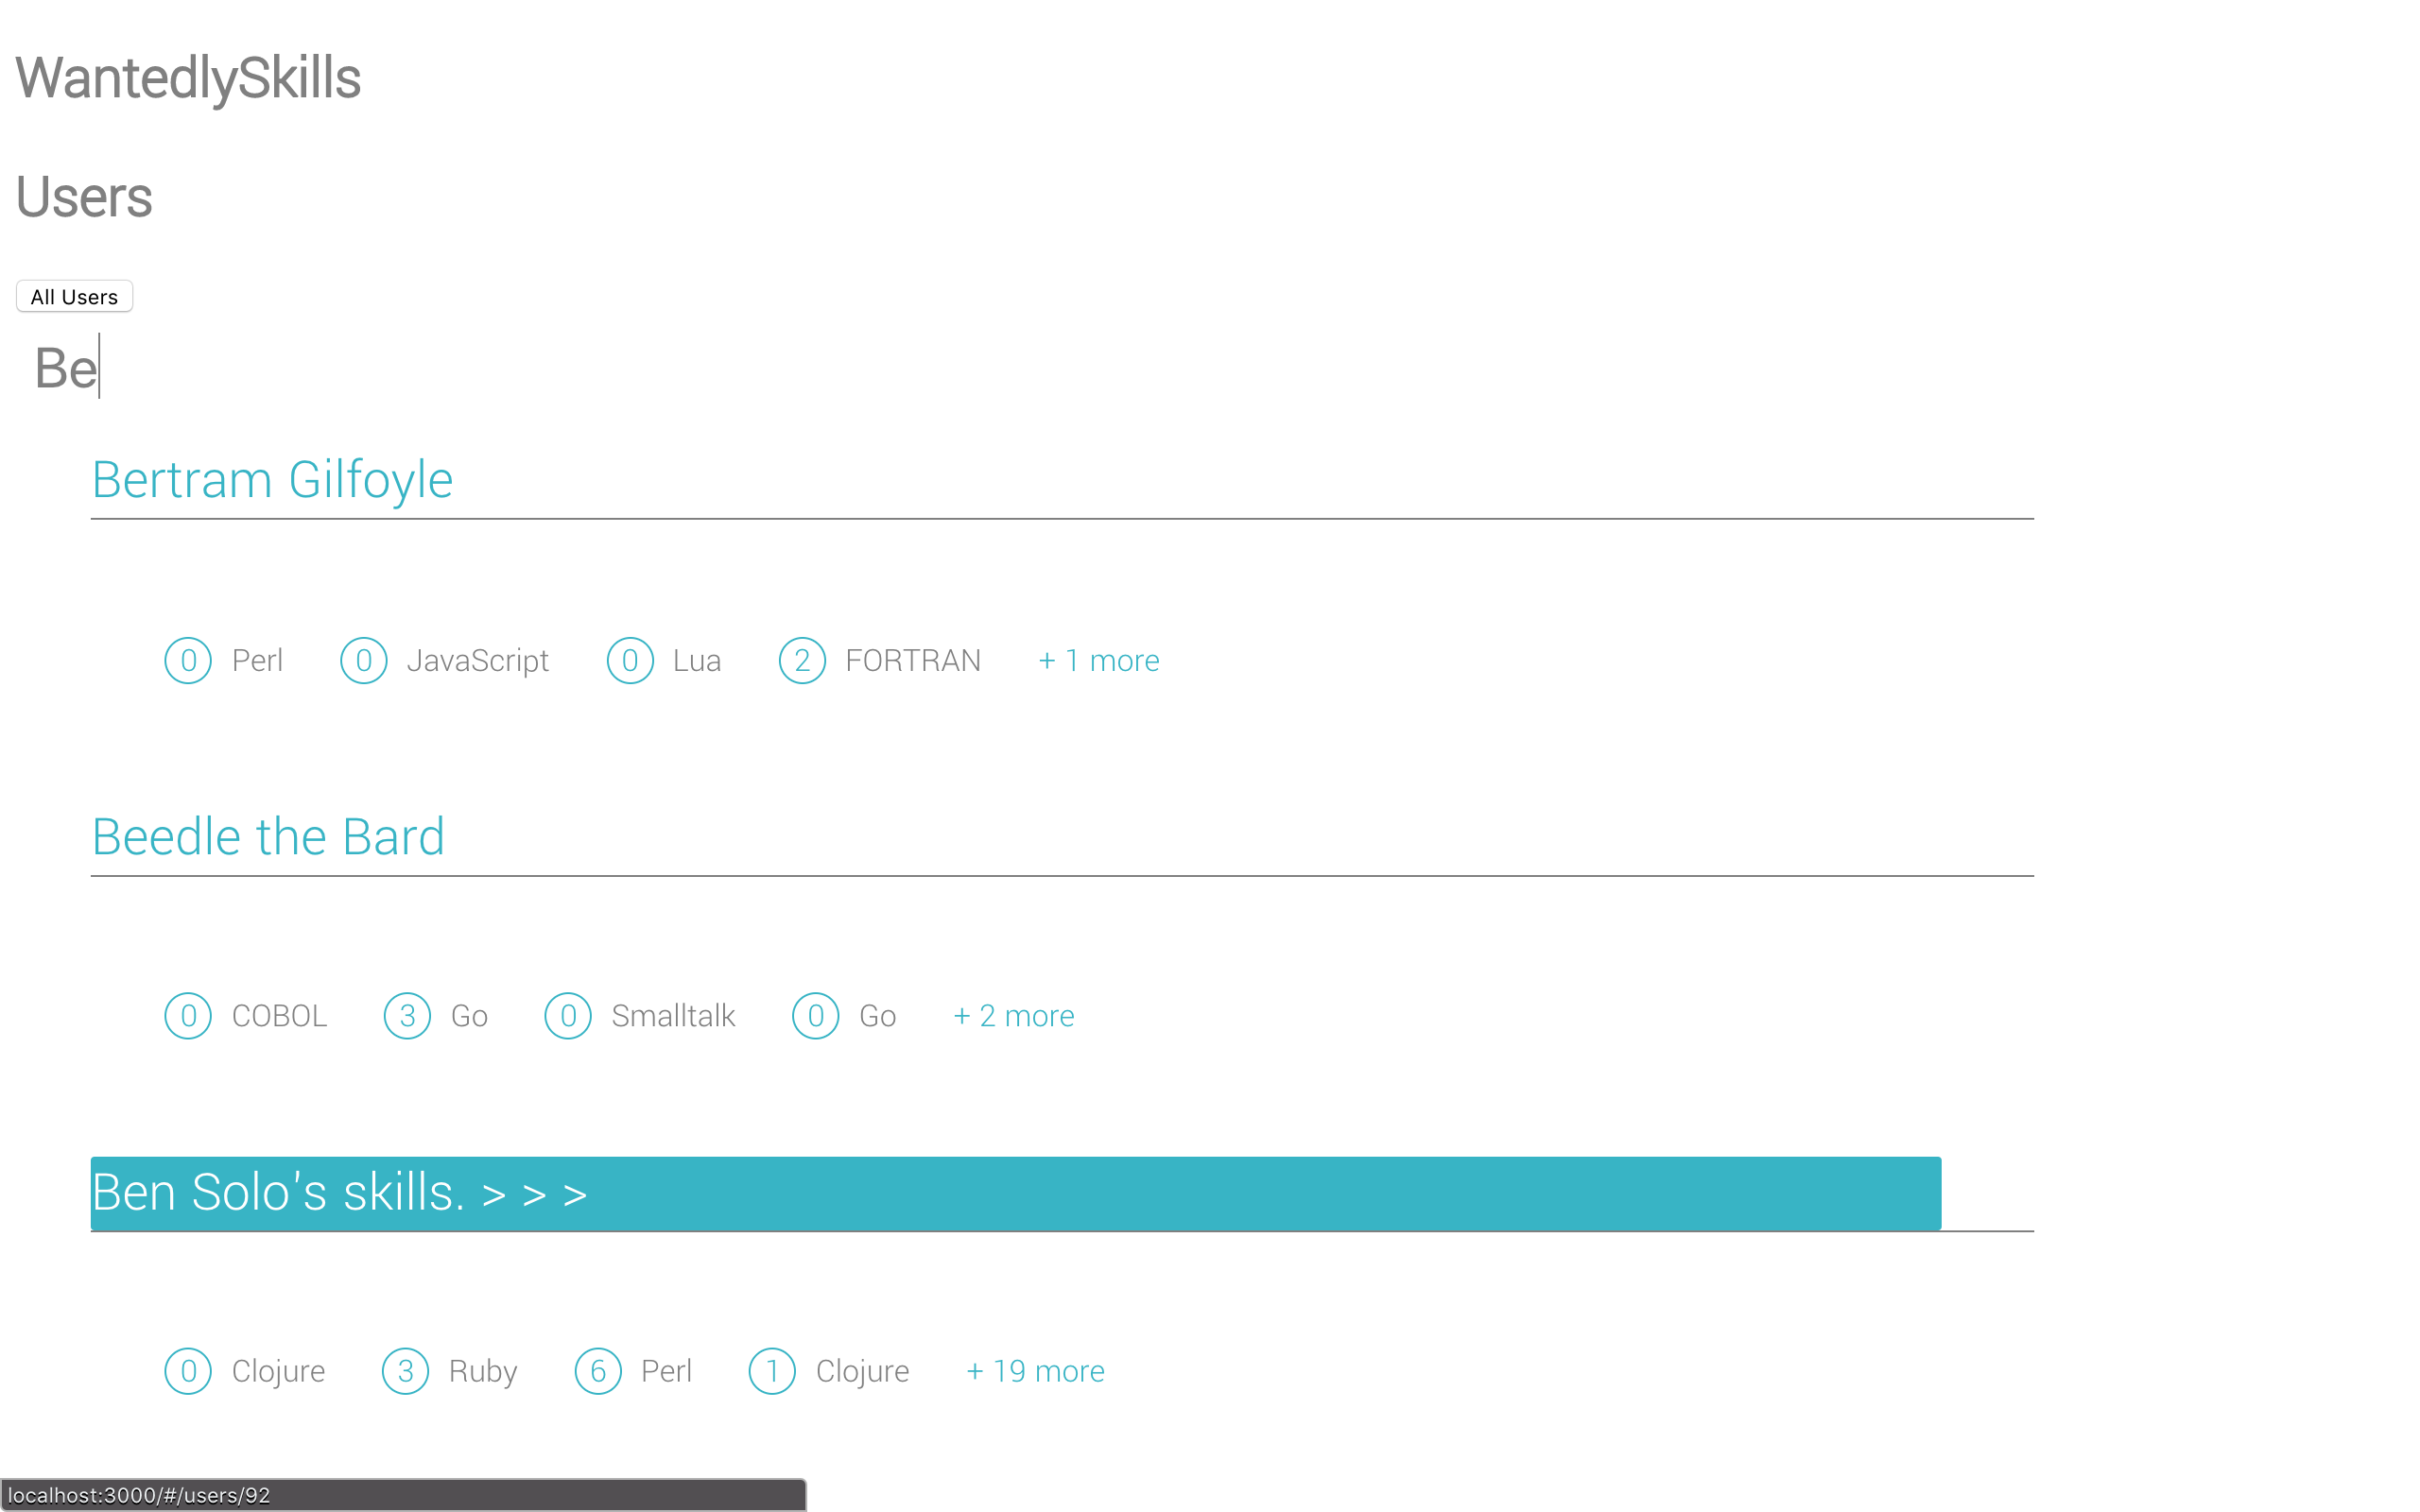 WantedlySkills
Users
All Users
Be
Bertram Gilfoyle
0 Perl 0 JavaScript 0 Lua 2 FORTRAN + 1 more
Beedle the Bard
0 COBOL 3 Go 0 Smalltalk 0 Go + 2 more
Ben Solo's skills. > > >
0 Clojure 3 Ruby 6 Perl 1 Clojure + 19 more
localhost:3000/#/users/92